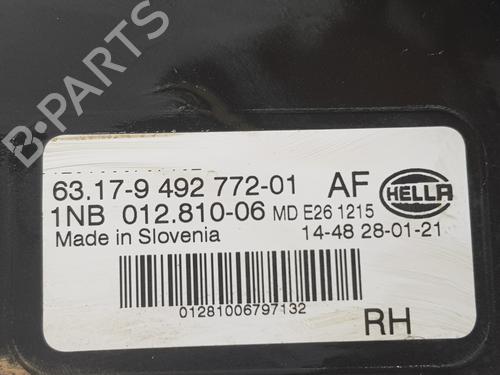 B-PARTS
63.17-9 492 772-01 AF HELLA
1NB 012.810-06 MD E26 1215
Made in Slovenia 14-48 28-01-21
01281006797132
RH